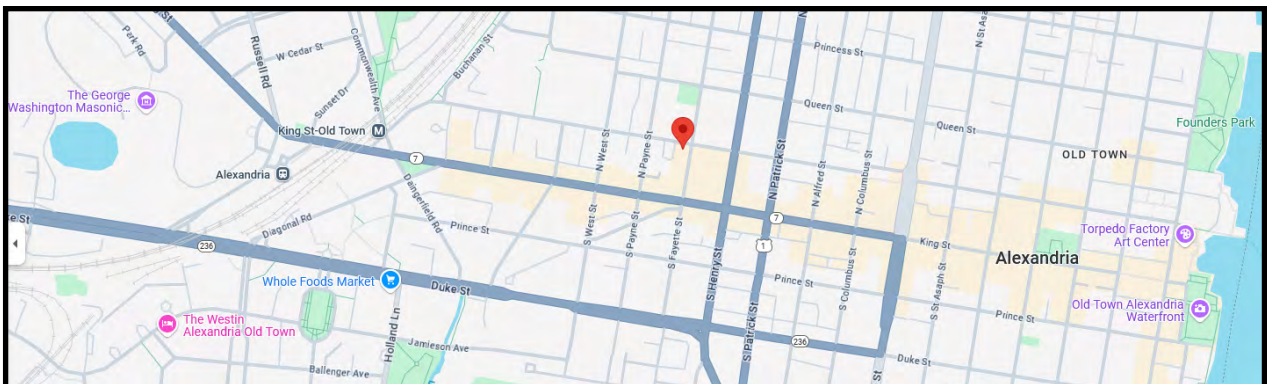 St
Park Rd
Russell Rd
W Cedar St
Commonwealth Ave
Buchanan St
Princess St
N St Asa
The George
Washington Masonic...
Sunset Dr
Queen St
Queen St
Founders Park
King St-Old Town
M
7
N West St
N Payne St
N Patrick St
OLD TOWN
Alexandria
Daingerfield Rd
N Alfred St
N Columbus St
ke St
Diagonal Rd
236
Prince St
S West St
S Payne St
S Fayette St
7
1
King St
Torpedo Factory
Art Center
Alexandria
Whole Foods Market
Duke St
S Henry St
Prince St
S Columbus St
S St Asaph St
Old Town Alexandria
Waterfront
The Westin
Alexandria Old Town
Holland Ln
Jamieson Ave
Ballenger Ave
S Patrick St
236
Prince St
Duke St
St